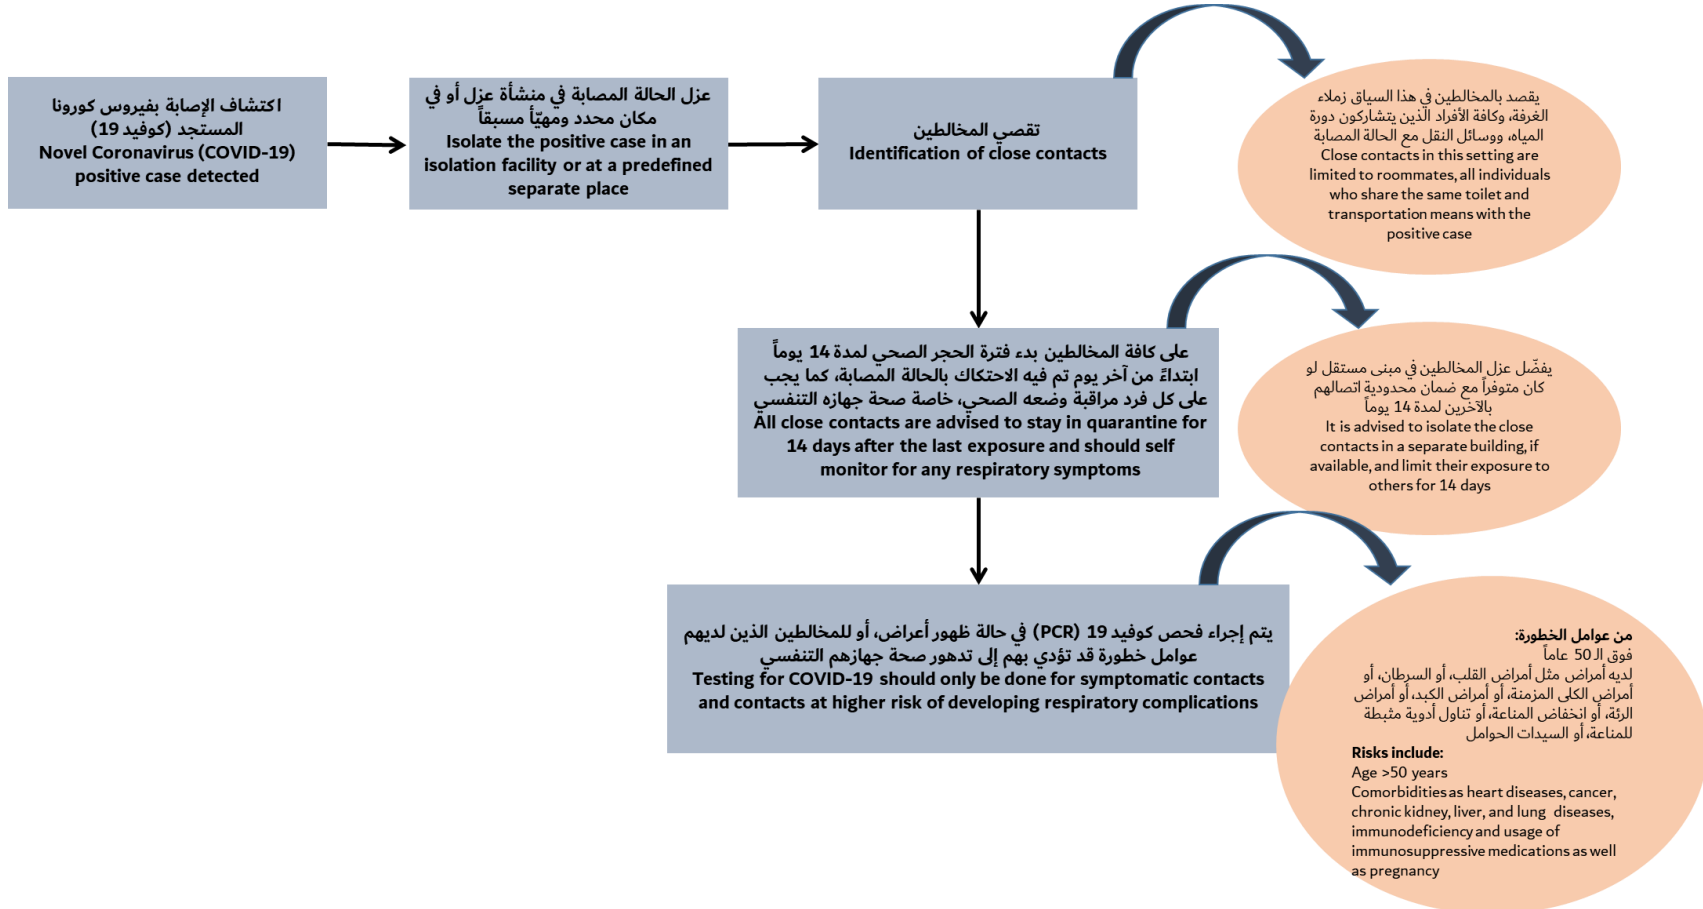 اكتشاف الإصابة بفيروس كورونا
المستجد (كوفيد 19)
Novel Coronavirus (COVID-19)
positive case detected
عزل الحالة المصابة في منشأة عزل أو في
مكان محدد ومهيّأ مسبقاً
Isolate the positive case in an
isolation facility or at a predefined
separate place
تقصي المخالطين
Identification of close contacts
يقصد بالمخالطين في هذا السياق زملاء
الغرفة، وكافة الأفراد الذين يتشاركون دورة
المياه، ووسائل النقل مع الحالة المصابة
Close contacts in this setting are
limited to roommates, all individuals
who share the same toilet and
transportation means with the
positive case
على كافة المخالطين بدء فترة الحجر الصحي لمدة 14 يوماً
ابتداءً من آخر يوم تم فيه الاحتكاك بالحالة المصابة، كما يجب
على كل فرد مراقبة وضعه الصحي، خاصة صحة جهازه التنفسي
All close contacts are advised to stay in quarantine for
14 days after the last exposure and should self
monitor for any respiratory symptoms
يفضّل عزل المخالطين في مبنى مستقل لو
كان متوفراً مع ضمان محدودية اتصالهم
بالآخرين لمدة 14 يوماً
It is advised to isolate the close
contacts in a separate building, if
available, and limit their exposure to
others for 14 days
يتم إجراء فحص كوفيد 19 (PCR) في حالة ظهور أعراض، أو للمخالطين الذين لديهم
عوامل خطورة قد تؤدي بهم إلى تدهور صحة جهازهم التنفسي
Testing for COVID-19 should only be done for symptomatic contacts
and contacts at higher risk of developing respiratory complications
من عوامل الخطورة:
فوق الـ 50 عاماً
لديه أمراض مثل أمراض القلب، أو السرطان، أو
أمراض الكلى المزمنة، أو أمراض الكبد، أو أمراض
الرئة، أو انخفاض المناعة، أو تناول أدوية مثبطة
للمناعة، أو السيدات الحوامل
Risks include:
Age >50 years
Comorbidities as heart diseases, cancer,
chronic kidney, liver, and lung diseases,
immunodeficiency and usage of
immunosuppressive medications as well
as pregnancy